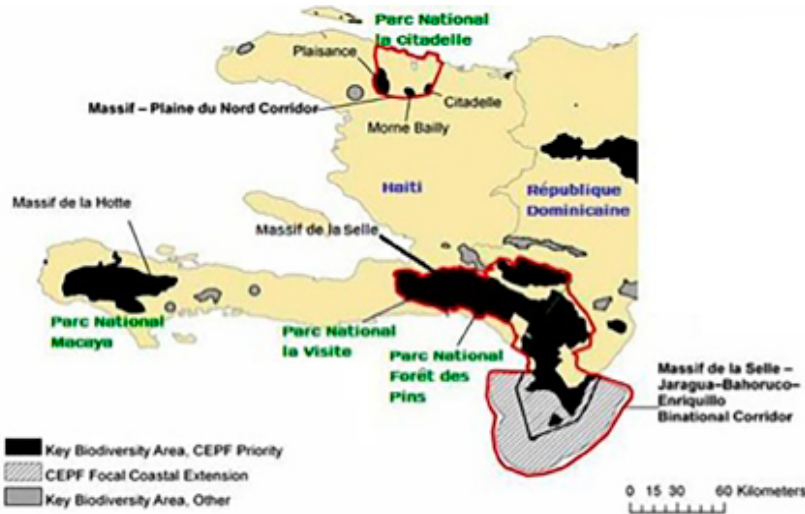 Parc National
la Citadelle
Plaisance
Massif – Plaine du Nord Corridor
Citadelle
Morne Bailly
Haiti
République
Dominicaine
Massif de la Hotte
Massif de la Selle
Parc National
Macaya
Parc National
la Visite
Parc National
Forêt des
Pins
Massif de la Selle –
Jaragua–Bahoruco–
Enriquillo
Binational Corridor
Key Biodiversity Area, CEPF Priority
CEPF Focal Coastal Extension
Key Biodiversity Area, Other
0 15 30 60 Kilometers